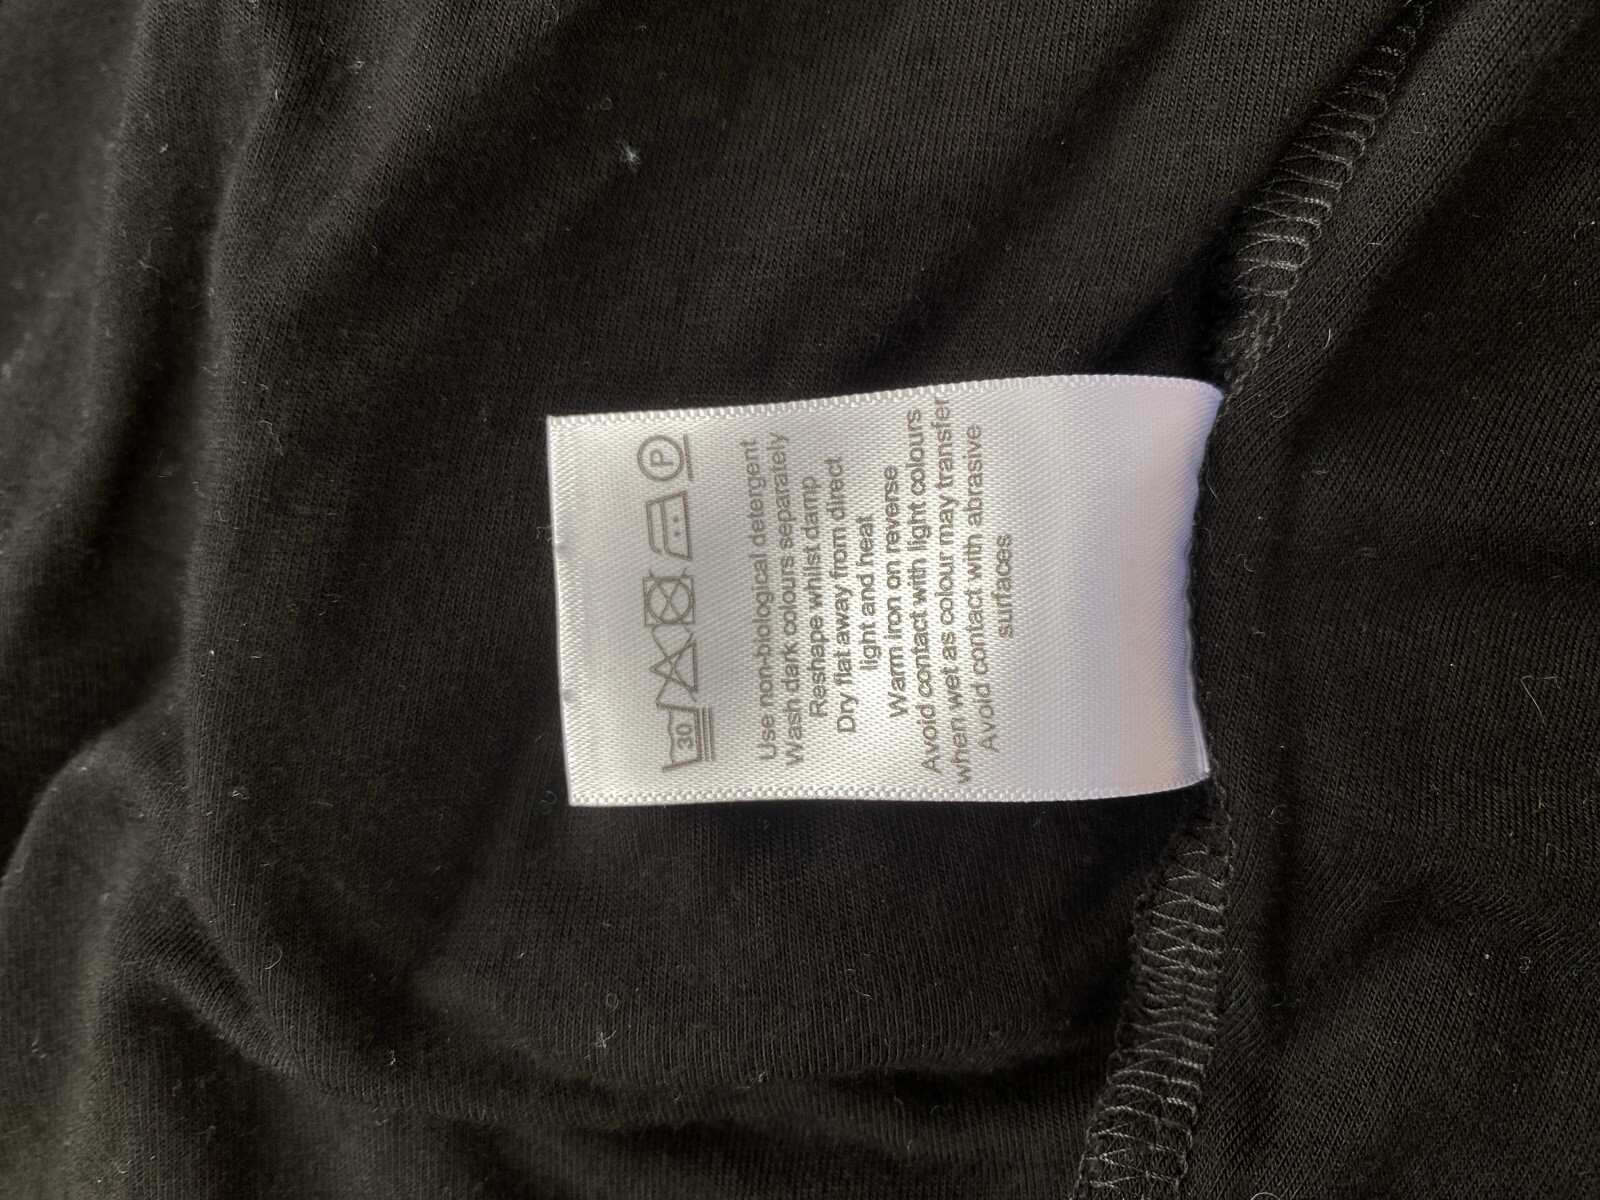 30 P
Use non-biological detergent
Wash dark colours separately
Reshape whilst damp
Dry flat away from direct
light and heat
Warm iron on reverse
Avoid contact with light colours
when wet as colour may transfer
Avoid contact with abrasive
surfaces